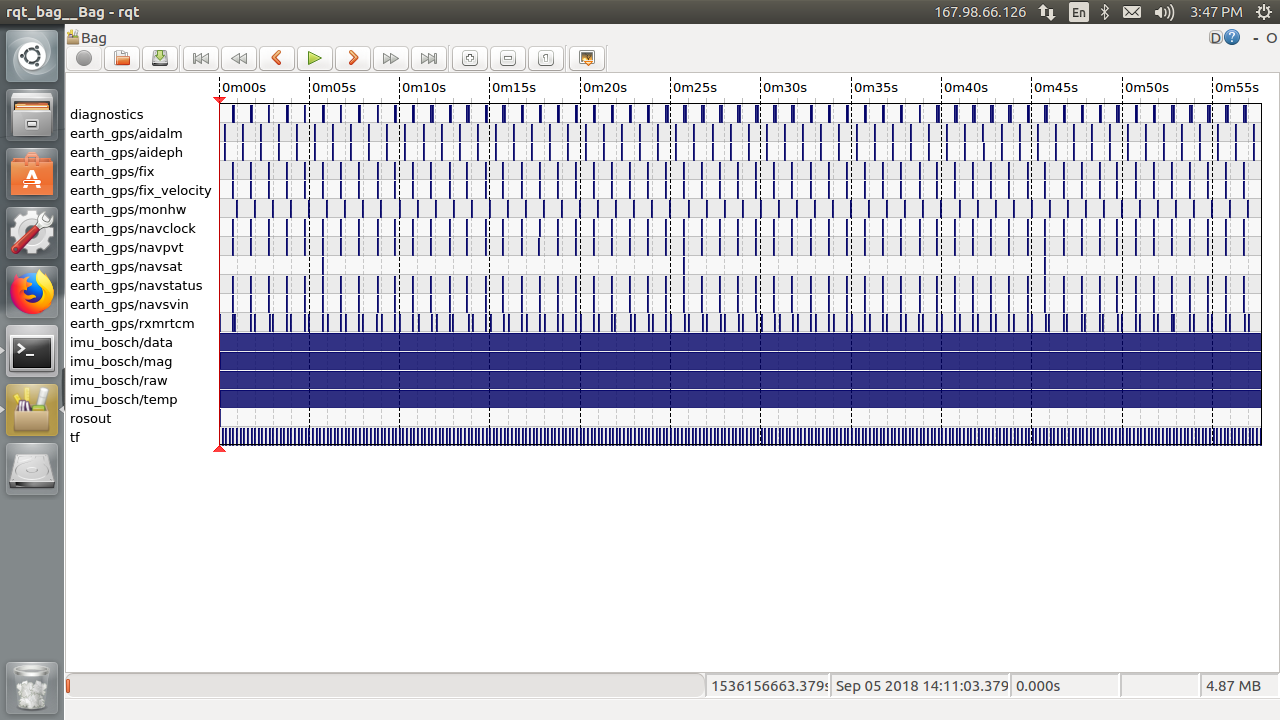 rqt_bag__Bag - rqt
167.98.66.126 En 3:47 PM
Bag
D - O
0m00s 0m05s 0m10s 0m15s 0m20s 0m25s 0m30s 0m35s 0m40s 0m45s 0m50s 0m55s
diagnostics
earth_gps/aidalm
earth_gps/aideph
earth_gps/fix
earth_gps/fix_velocity
earth_gps/monhw
earth_gps/navclock
earth_gps/navpvt
earth_gps/navsat
earth_gps/navstatus
earth_gps/navsvin
earth_gps/rxmrtcm
imu_bosch/data
imu_bosch/mag
imu_bosch/raw
imu_bosch/temp
rosout
tf
1536156663.379s Sep 05 2018 14:11:03.379 0.000s 4.87 MB